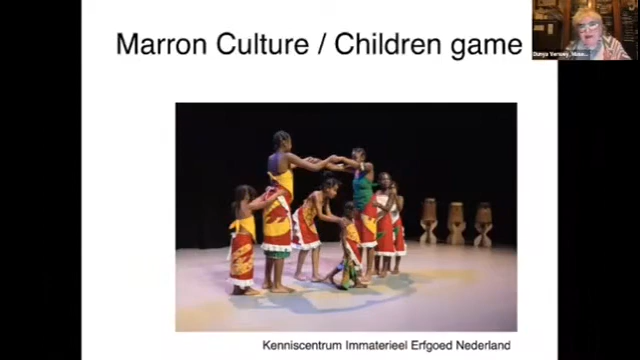 Marron Culture / Children game
Kenniscentrum Immaterieel Erfgoed Nederland